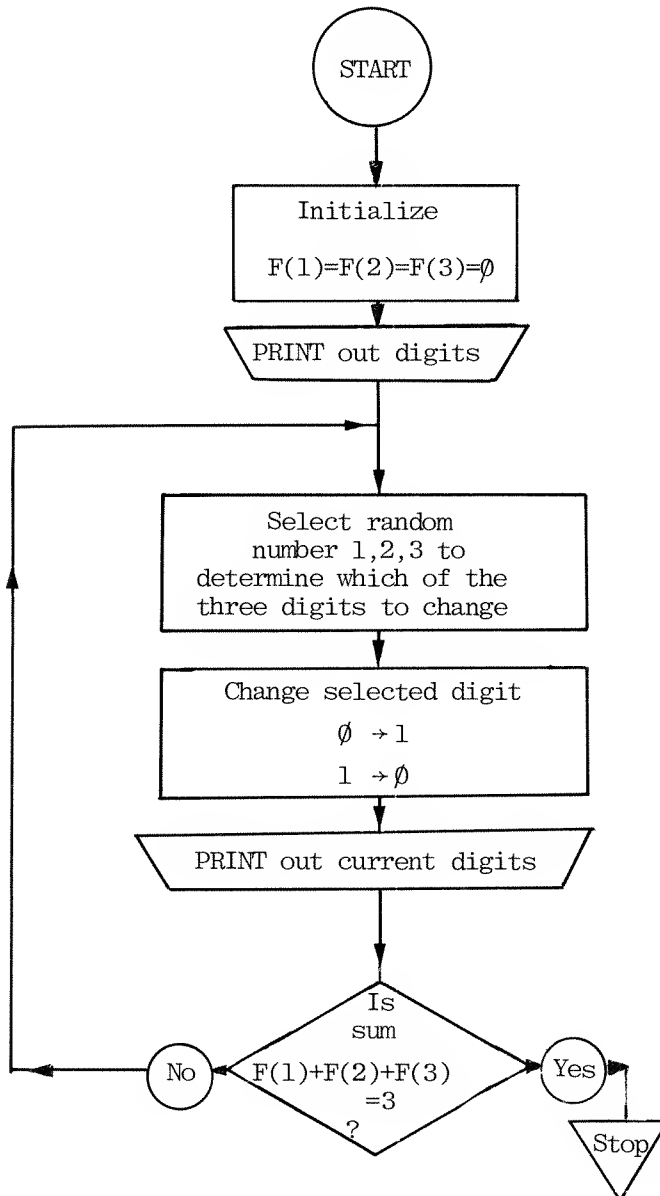 START
Initialize
F(1)=F(2)=F(3)=∅
PRINT out digits
Select random
number 1,2,3 to
determine which of the
three digits to change
Change selected digit
∅ → 1
1 → ∅
PRINT out current digits
Is
sum
F(1)+F(2)+F(3)
=3
?
No
Yes
Stop